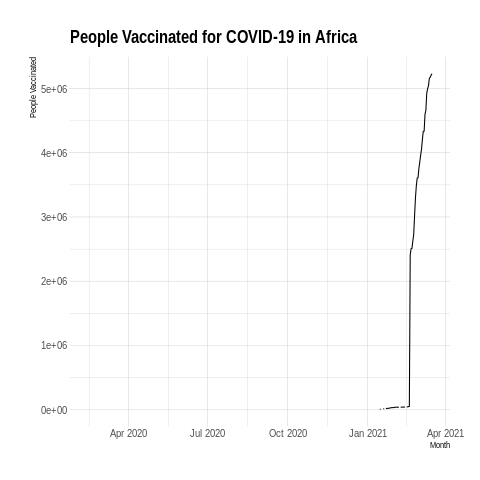 People Vaccinated for COVID-19 in Africa
People Vaccinated
5e+06
4e+06
3e+06
2e+06
1e+06
0e+00
Apr 2020
Jul 2020
Oct 2020
Jan 2021
Apr 2021
Month